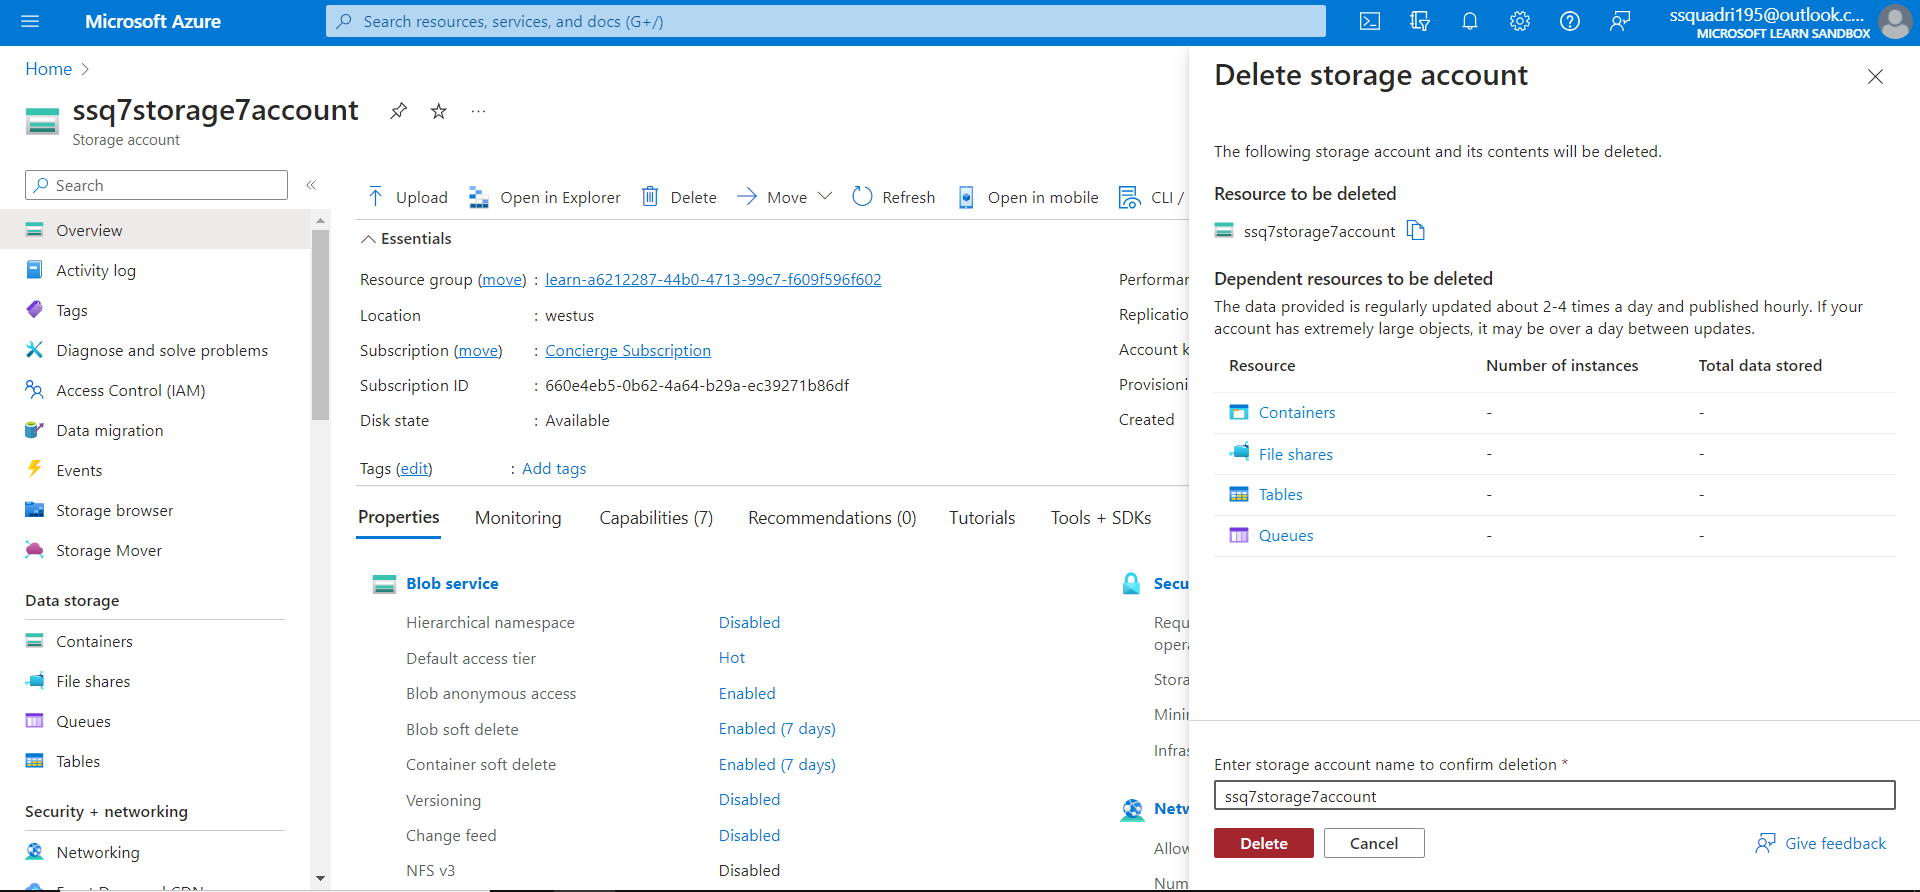 Microsoft Azure
Search resources, services, and docs (G+/)
ssquadri195@outlook.c...
MICROSOFT LEARN SANDBOX
Home
ssq7storage7account
Storage account
Search
Overview
Activity log
Tags
Diagnose and solve problems
Access Control (IAM)
Data migration
Events
Storage browser
Storage Mover
Data storage
Containers
File shares
Queues
Tables
Security + networking
Networking
Upload Open in Explorer Delete Move Refresh Open in mobile CLI /
Essentials
Resource group (move) : learn-a6212287-44b0-4713-99c7-f609f596f602
Location : westus
Subscription (move) : Concierge Subscription
Subscription ID : 660e4eb5-0b62-4a64-b29a-ec39271b86df
Disk state : Available
Tags (edit) : Add tags
Performan
Replicatio
Account k
Provisioni
Created
Properties Monitoring Capabilities (7) Recommendations (0) Tutorials Tools + SDKs
Blob service
Hierarchical namespace Disabled
Default access tier Hot
Blob anonymous access Enabled
Blob soft delete Enabled (7 days)
Container soft delete Enabled (7 days)
Versioning Disabled
Change feed Disabled
NFS v3 Disabled
Secu
Requ
opera
Stora
Minin
Infras
Netw
Allow
Num
Delete storage account
The following storage account and its contents will be deleted.
Resource to be deleted
ssq7storage7account
Dependent resources to be deleted
The data provided is regularly updated about 2-4 times a day and published hourly. If your
account has extremely large objects, it may be over a day between updates.
Resource Number of instances Total data stored
Containers - -
File shares - -
Tables - -
Queues - -
Enter storage account name to confirm deletion *
ssq7storage7account
Delete Cancel Give feedback